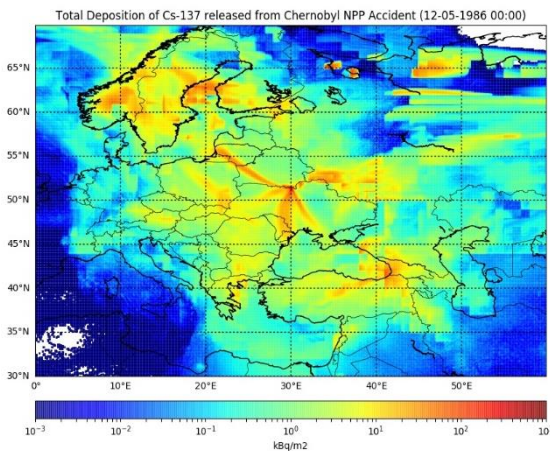 Total Deposition of Cs-137 released from Chernobyl NPP Accident (12-05-1986 00:00)
65°N
60°N
55°N
50°N
45°N
40°N
35°N
30°N
0° 10°E 20°E 30°E 40°E 50°E
10⁻³ 10⁻² 10⁻¹ 10⁰ 10¹ 10² 10
kBq/m2